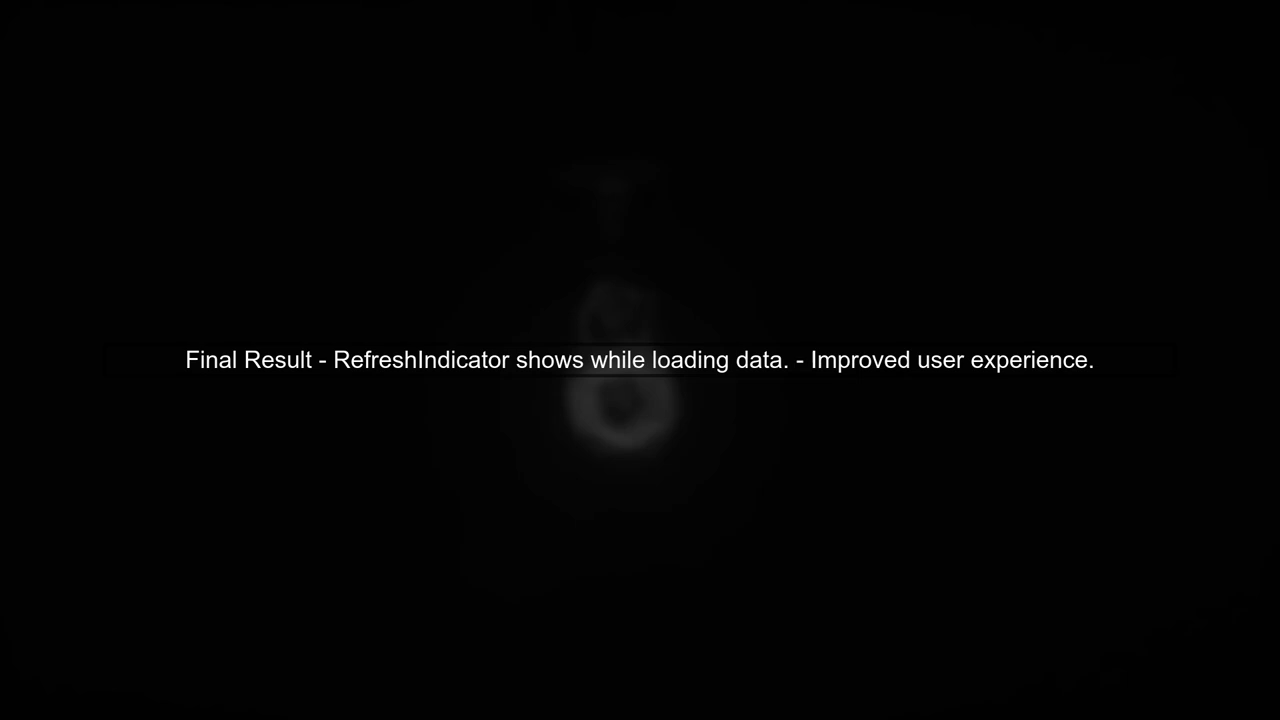 Final Result - RefreshIndicator shows while loading data. - Improved user experience.